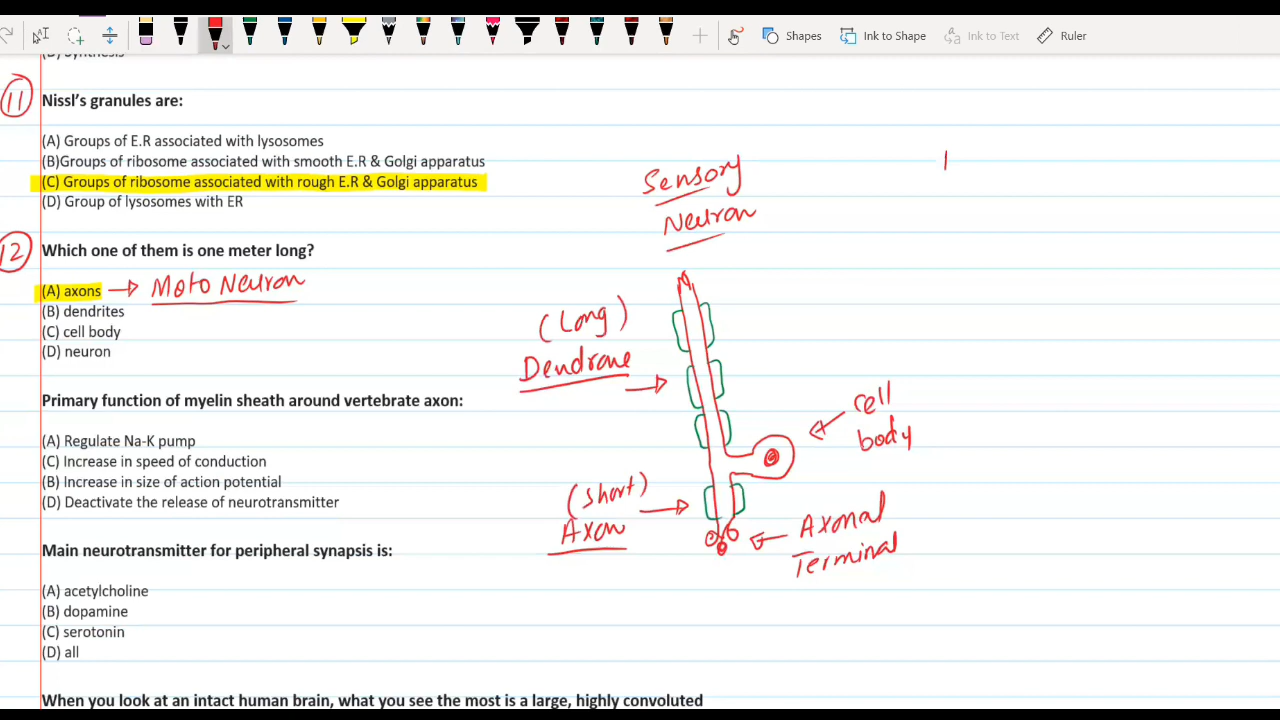 Shapes
Ink to Shape
Ink to Text
Ruler
11
Nissl's granules are:
(A) Groups of E.R associated with lysosomes
(B)Groups of ribosome associated with smooth E.R & Golgi apparatus
(C) Groups of ribosome associated with rough E.R & Golgi apparatus
(D) Group of lysosomes with ER
12
Which one of them is one meter long?
(A) axons → Moto Neuron
(B) dendrites
(C) cell body
(D) neuron
Primary function of myelin sheath around vertebrate axon:
(A) Regulate Na-K pump
(C) Increase in speed of conduction
(B) Increase in size of action potential
(D) Deactivate the release of neurotransmitter
Main neurotransmitter for peripheral synapsis is:
(A) acetylcholine
(B) dopamine
(C) serotonin
(D) all
When you look at an intact human brain, what you see the most is a large, highly convoluted
Sensory
Neuron
(Long)
Dendrone
Cell
body
(Short)
Axon
Axonal
Terminal